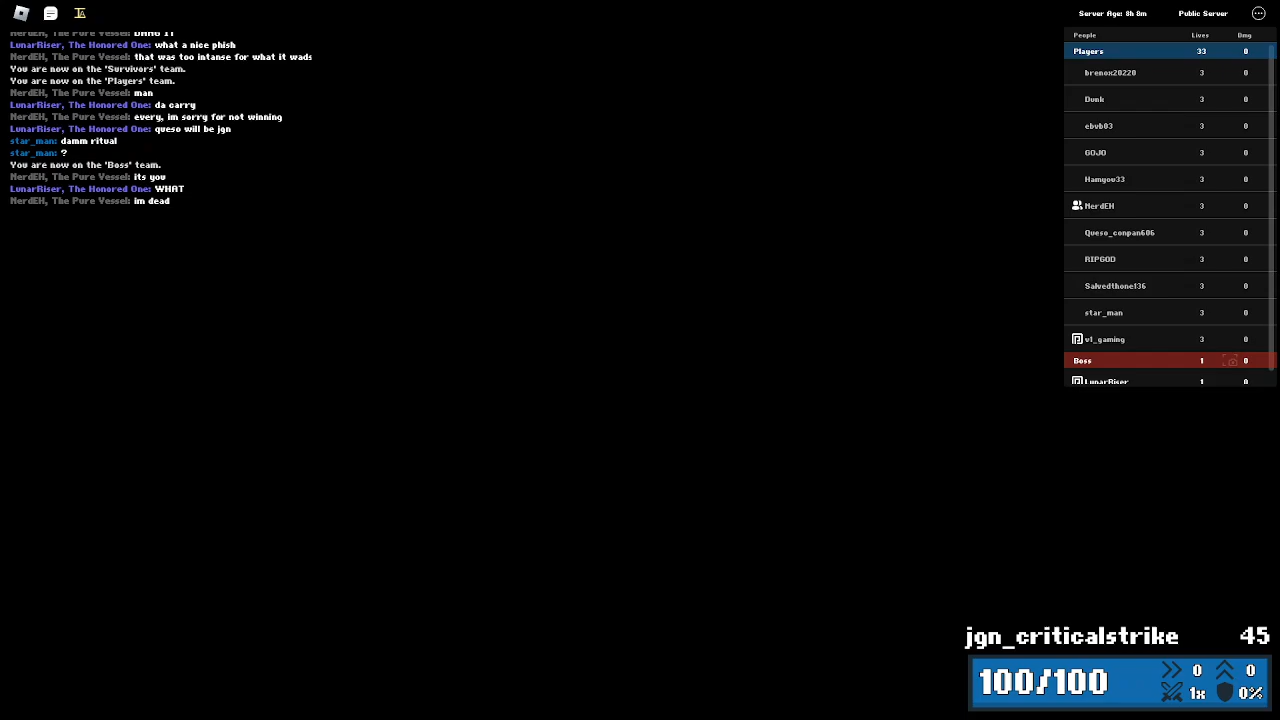 Server Age: 8h 8m Public Server
NerdEH, The Pure Vessel: DANG IT
LunarRiser, The Honored One: what a nice phish
NerdEH, The Pure Vessel: that was too intanse for what it wads
You are now on the 'Survivors' team.
You are now on the 'Players' team.
NerdEH, The Pure Vessel: man
LunarRiser, The Honored One: da carry
NerdEH, The Pure Vessel: every, im sorry for not winning
LunarRiser, The Honored One: queso will be jgn
star_man: damm ritual
star_man: ?
You are now on the 'Boss' team.
NerdEH, The Pure Vessel: its you
LunarRiser, The Honored One: WHAT
NerdEH, The Pure Vessel: im dead
People Lives Dmg
Players 33 0
brenox20220 3 0
Dunk 3 0
ebvb03 3 0
GOJO 3 0
Hamyou33 3 0
NerdEH 3 0
Queso_conpan606 3 0
RIPGOD 3 0
Salvedthone136 3 0
star_man 3 0
v1_gaming 3 0
Boss 1 0
LunarRiser 1 0
jgn_criticalstrike 45
100/100 0 0
1x 0%